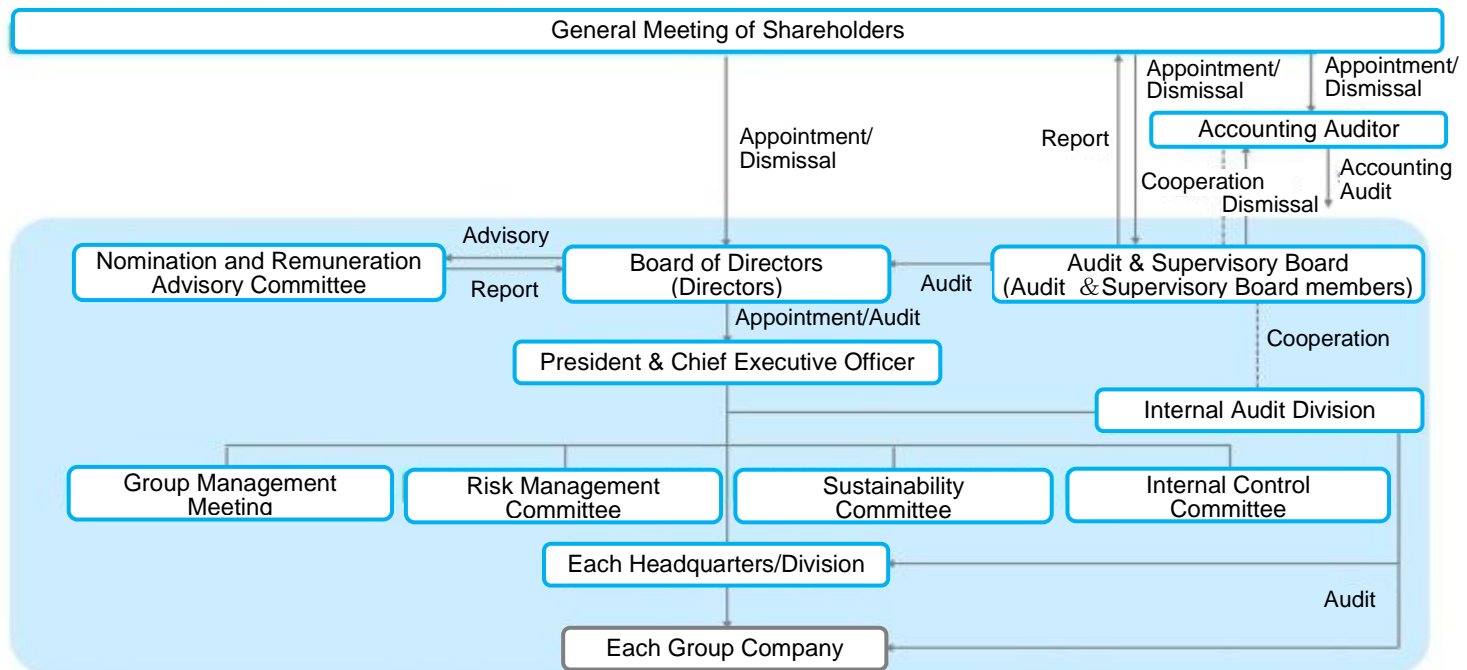 General Meeting of Shareholders
Appointment/
Dismissal
Appointment/
Dismissal
Accounting Auditor
Appointment/
Dismissal
Report
Accounting
Audit
Cooperation
Dismissal
Advisory
Nomination and Remuneration
Advisory Committee
Report
Board of Directors
(Directors)
Audit
Audit & Supervisory Board
(Audit &Supervisory Board members)
Appointment/Audit
Cooperation
President & Chief Executive Officer
Internal Audit Division
Group Management
Meeting
Risk Management
Committee
Sustainability
Committee
Internal Control
Committee
Each Headquarters/Division
Audit
Each Group Company